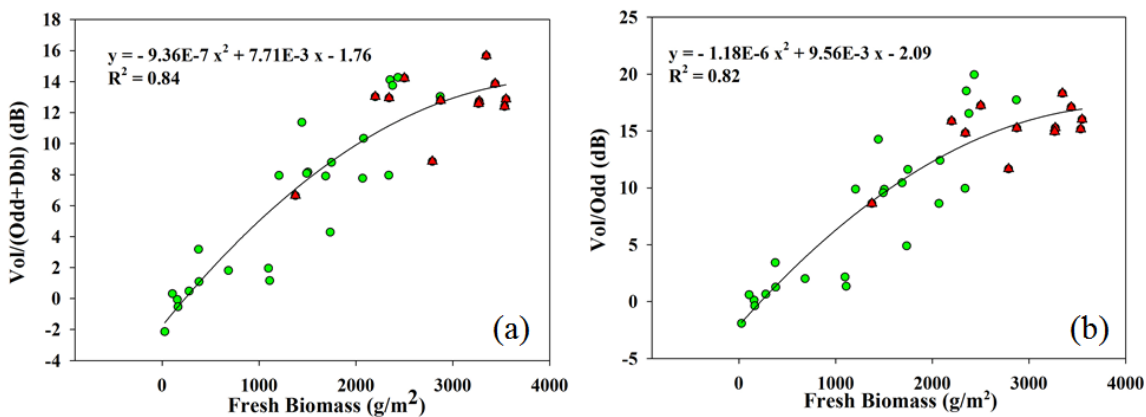 18
16
14
12
10
8
6
4
2
0
-2
-4
Vol/(Odd+Dbl) (dB)
y = - 9.36E-7 x² + 7.71E-3 x - 1.76
R² = 0.84
(a)
0 1000 2000 3000 4000
Fresh Biomass (g/m²)
25
20
15
10
5
0
-5
Vol/Odd (dB)
y = - 1.18E-6 x² + 9.56E-3 x - 2.09
R² = 0.82
(b)
0 1000 2000 3000 4000
Fresh Biomass (g/m²)